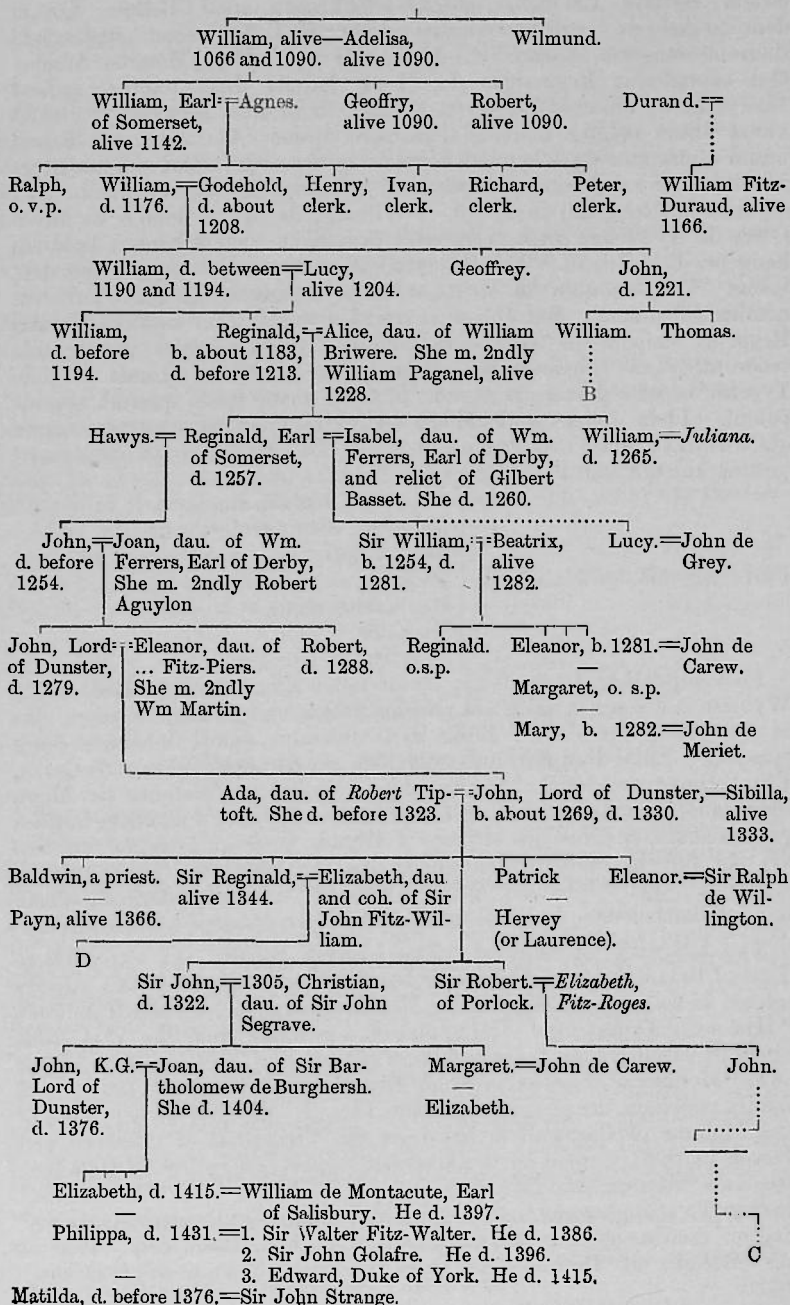 William, alive—Adelisa, Wilmund.
1066 and 1090. alive 1090.
William, Earl=Agnes. Geoffry, Robert, Durand.=
of Somerset, alive 1090. alive 1090.
alive 1142.
Ralph, William,=Godehold, Henry, Ivan, Richard, Peter, William Fitz-
o. v. p. d. 1176. d. about clerk. clerk. clerk. clerk. Duraud, alive
1208. 1166.
William, d. between=Lucy, Geoffrey. John,
1190 and 1194. alive 1204. d. 1221.
William, Reginald,=Alice, dau. of William William. Thomas.
d. before b. about 1183, Briwere. She m. 2ndly
1194. d. before 1213. William Paganel, alive
1228. B
Hawys.= Reginald, Earl =Isabel, dau. of Wm. William,=Juliana.
of Somerset, Ferrers, Earl of Derby, d. 1265.
d. 1257. and relict of Gilbert
Basset. She d. 1260.
John,=Joan, dau. of Wm. Sir William,=Beatrix, Lucy.=John de
d. before Ferrers, Earl of Derby, b. 1254, d. alive Grey.
1254. She m. 2ndly Robert 1281. 1282.
Aguylon
John, Lord=Eleanor, dau. of Robert, Reginald. Eleanor, b. 1281.=John de
of Dunster, ... Fitz-Piers. d. 1288. o.s.p. — Carew.
d. 1279. She m. 2ndly Margaret, o. s.p.
Wm Martin. —
Mary, b. 1282.=John de
Meriet.
Ada, dau. of Robert Tip-=John, Lord of Dunster,—Sibilla,
toft. She d. before 1323. b. about 1269, d. 1330. alive
1333.
Baldwin, a priest. Sir Reginald,=Elizabeth, dau. Patrick Eleanor.=Sir Ralph
— alive 1344. and coh. of Sir — de Wil-
Payn, alive 1366. John Fitz-Wil- Hervey lington.
liam. (or Laurence).
D
Sir John,=1305, Christian, Sir Robert.=Elizabeth,
d. 1322. dau. of Sir John of Porlock. Fitz-Roges.
Segrave.
John, K.G.=Joan, dau. of Sir Bar- Margaret.=John de Carew. John.
Lord of tholomew de Burghersh. —
Dunster, She d. 1404. Elizabeth.
d. 1376.
Elizabeth, d. 1415.=William de Montacute, Earl
— of Salisbury. He d. 1397.
Philippa, d. 1431.=1. Sir Walter Fitz-Walter. He d. 1386.
2. Sir John Golafre. He d. 1396. C
— 3. Edward, Duke of York. He d. 1415.
Matilda, d. before 1376.=Sir John Strange.